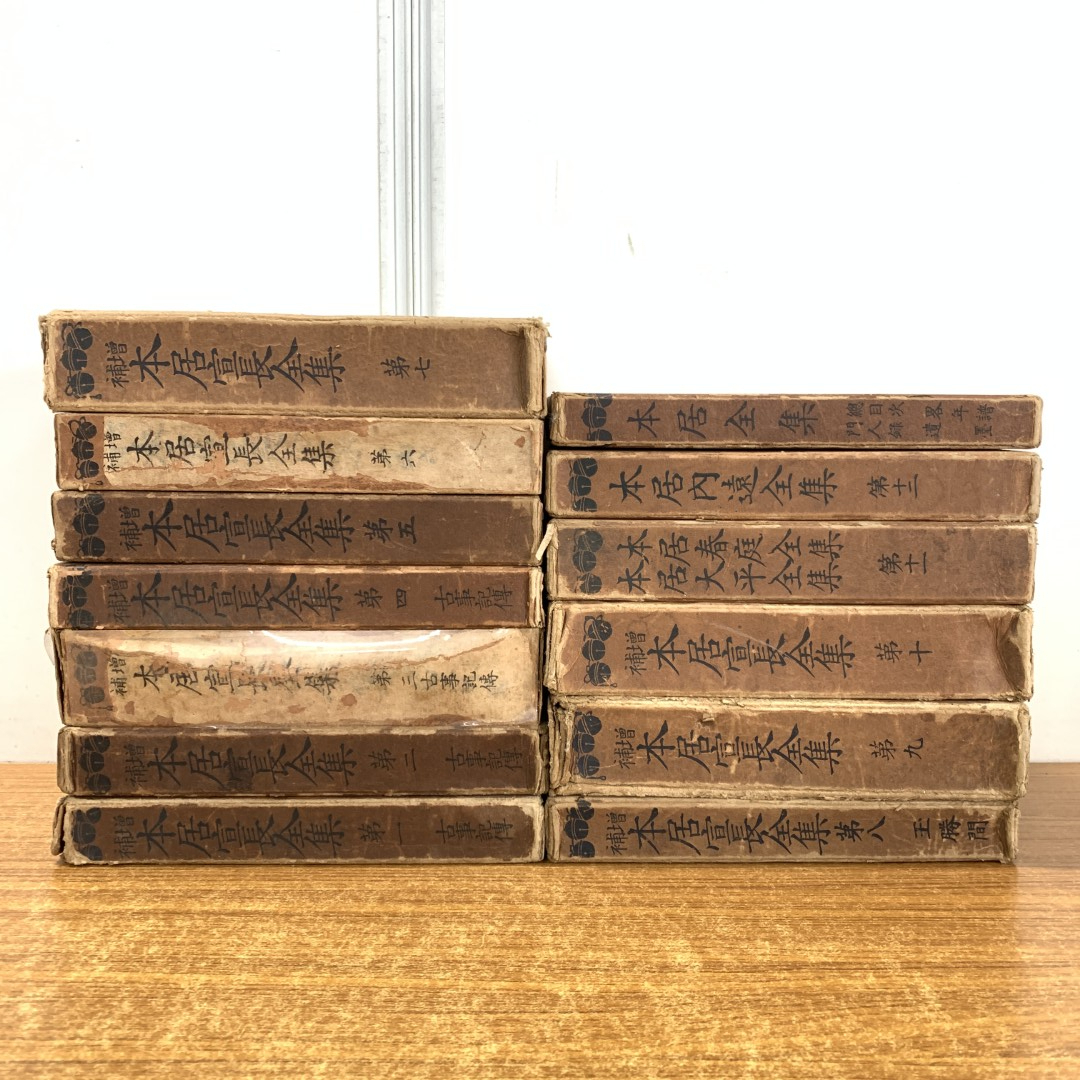 補増 本居宣長全集 第七
補増 本居宣長全集 第六
補増 本居宣長全集 第五
補増 本居宣長全集 第四 古事記傳
補増 本居宣長全集 第三 古事記傳
補増 本居宣長全集 第二 古事記傳
補増 本居宣長全集 第一 古事記傳
本居全集 總目次 畧年譜
門人錄 遺墨
本居内遠全集 第十二
本居春庭全集
本居大平全集 第十一
補増 本居宣長全集 第十
補増 本居宣長全集 第九
補増 本居宣長全集 第八 玉勝間